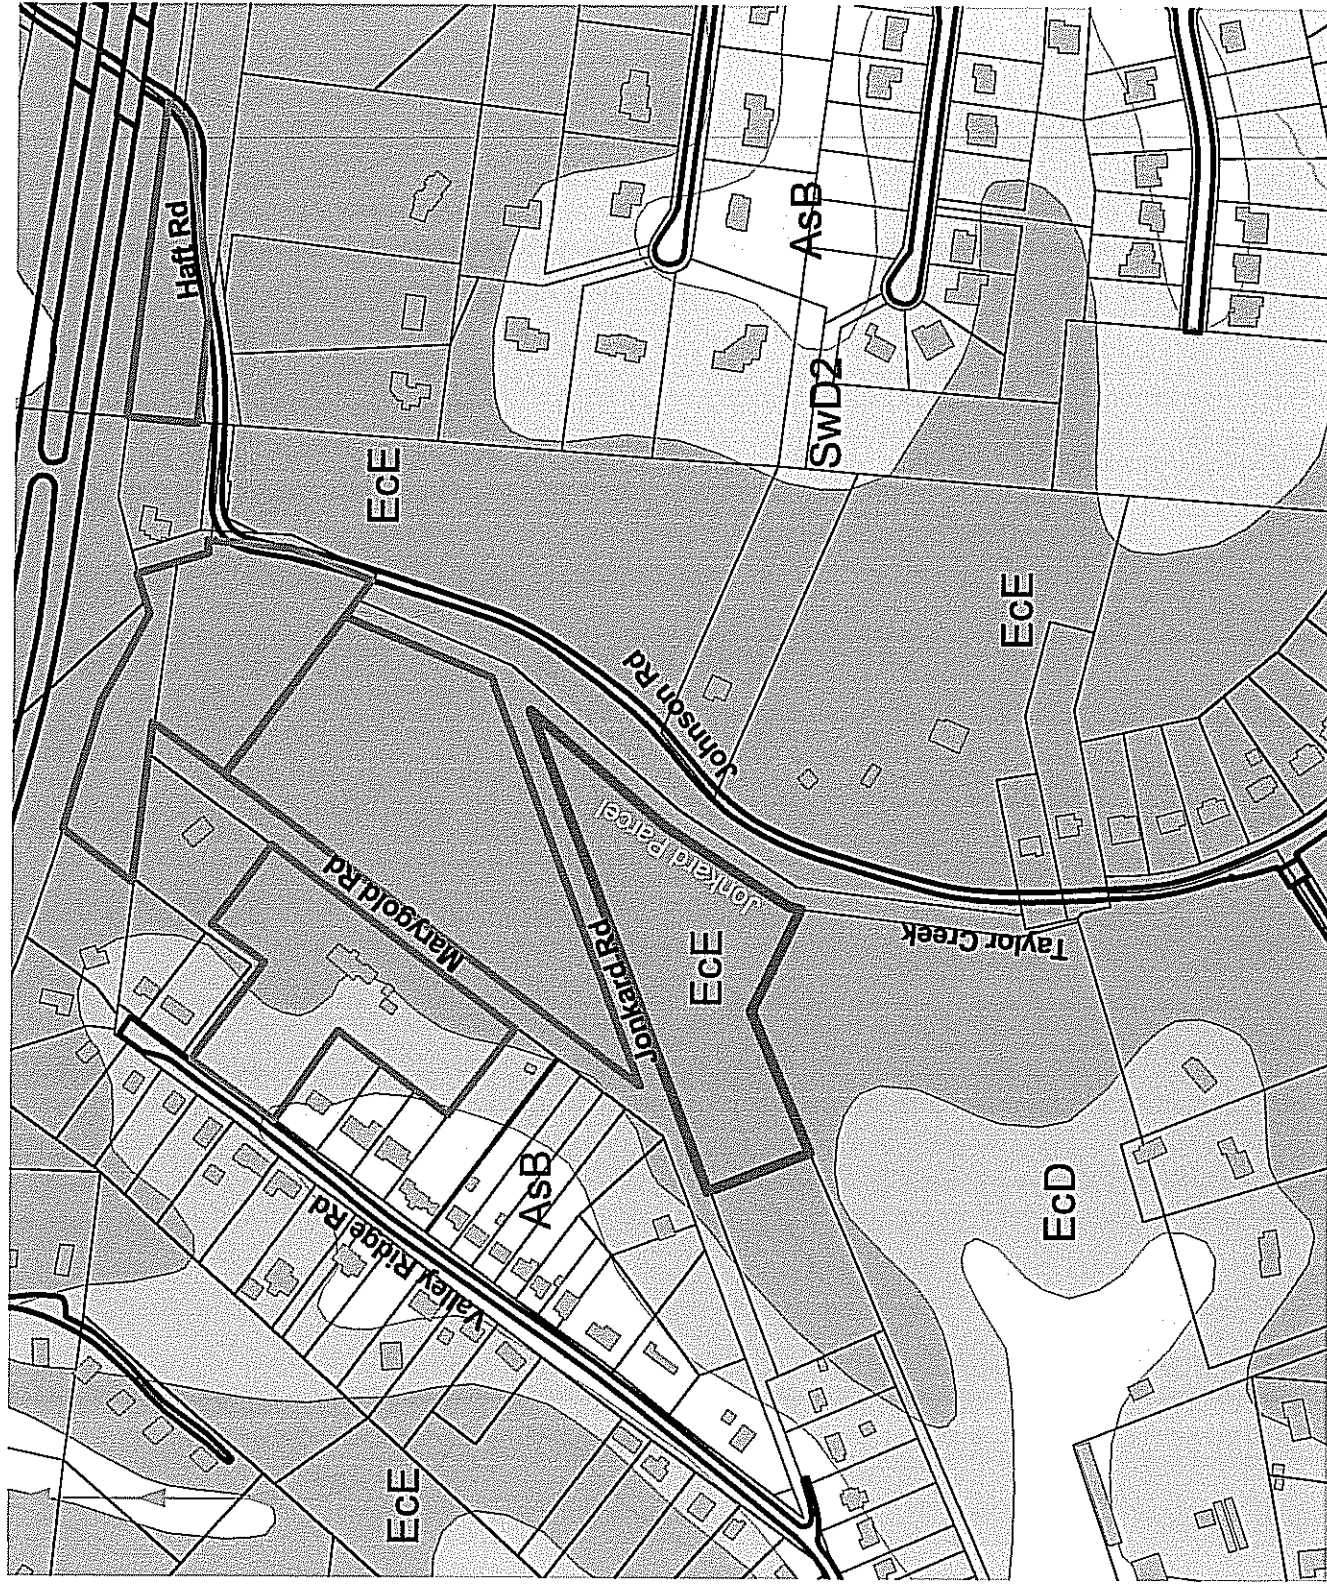 Haft Rd
AsB
SwD2
EcE
EcE
Johnson Rd
Jonkard Parcel
Marygold Rd
Jonkard Rd
EcE
Taylor Creek
AsB
Valley Ridge Rd
EcD
EcE